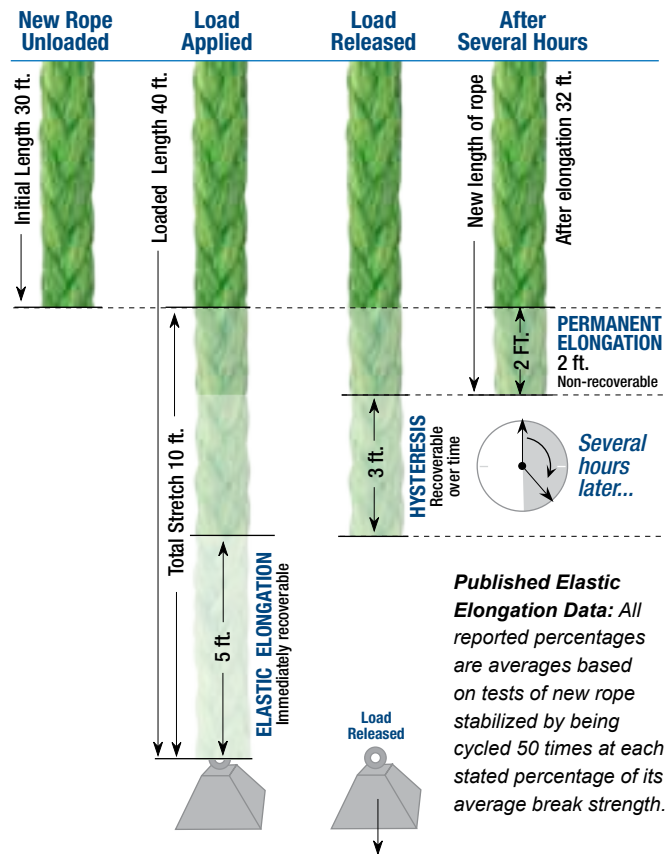 New Rope
Unloaded
Load
Applied
Load
Released
After
Several Hours
Initial Length 30 ft.
Loaded Length 40 ft.
New length of rope
After elongation 32 ft.
Total Stretch 10 ft.
2 FT.
PERMANENT
ELONGATION
2 ft.
Non-recoverable
3 ft.
HYSTERESIS
Recoverable
over time
Several
hours
later...
5 ft.
ELASTIC ELONGATION
Immediately recoverable
Published Elastic
Elongation Data: All
reported percentages
are averages based
on tests of new rope
stabilized by being
cycled 50 times at each
stated percentage of its
average break strength.
Load
Released